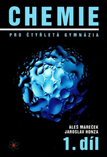 CHEMIE
PRO ČTYŘLETÁ GYMNÁZIA
ALEŠ MAREČEK
JAROSLAV HONZA
1. díl